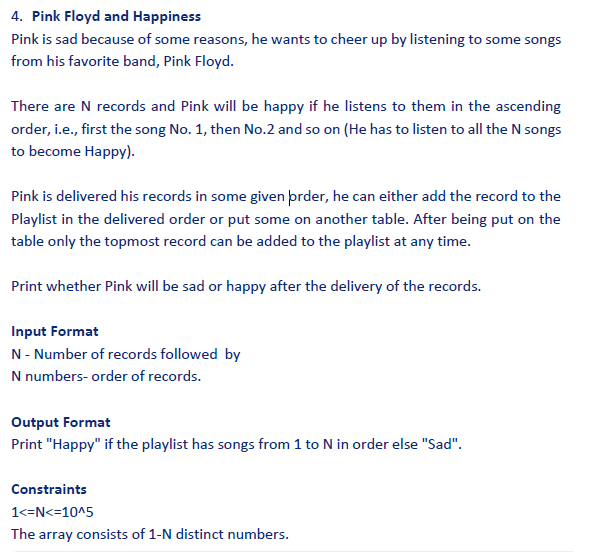 4. Pink Floyd and Happiness
Pink is sad because of some reasons, he wants to cheer up by listening to some songs
from his favorite band, Pink Floyd.
There are N records and Pink will be happy if he listens to them in the ascending
order, i.e., first the song No. 1, then No.2 and so on (He has to listen to all the N songs
to become Happy).
Pink is delivered his records in some given order, he can either add the record to the
Playlist in the delivered order or put some on another table. After being put on the
table only the topmost record can be added to the playlist at any time.
Print whether Pink will be sad or happy after the delivery of the records.
Input Format
N - Number of records followed by
N numbers- order of records.
Output Format
Print "Happy" if the playlist has songs from 1 to N in order else "Sad".
Constraints
1<=N<=10^5
The array consists of 1-N distinct numbers.